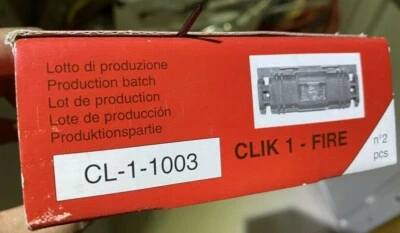 Lotto di produzione
Production batch
Lot de production
Lote de producción
Produktionspartie
CL-1-1003
CLIK 1 - FIRE
n°2
pcs